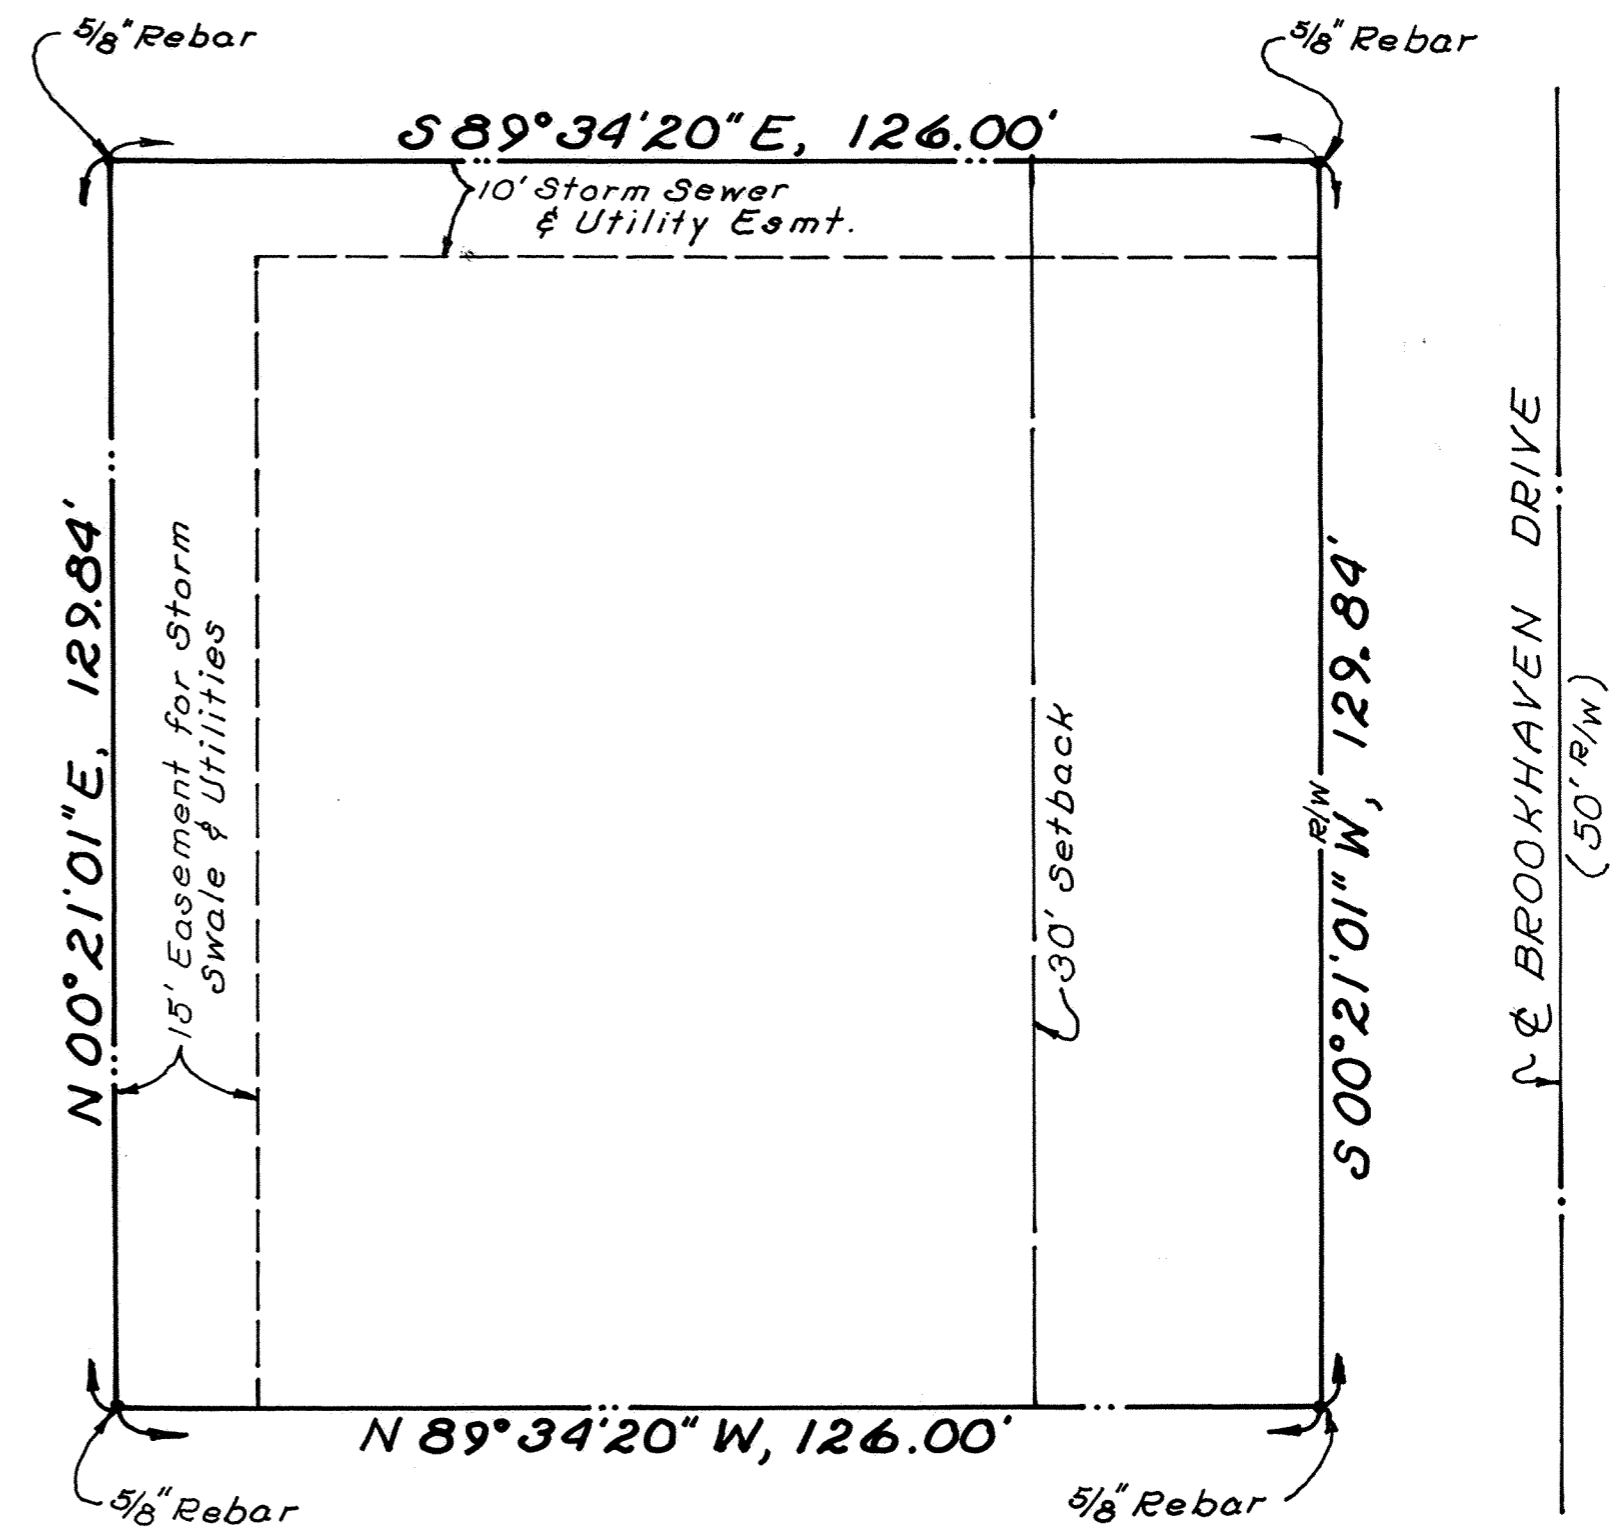 5/8" Rebar
5/8" Rebar
S 89° 34' 20" E, 126.00'
10' Storm Sewer
& Utility Esmt.
N 00° 21' 01" E, 129.84'
15' Easement for Storm
Swale & Utilities
30' Setback
R/W
S 00° 21' 01" W, 129.84'
℄ BROOKHAVEN DRIVE
(50' R/W)
N 89° 34' 20" W, 126.00'
5/8" Rebar
5/8" Rebar